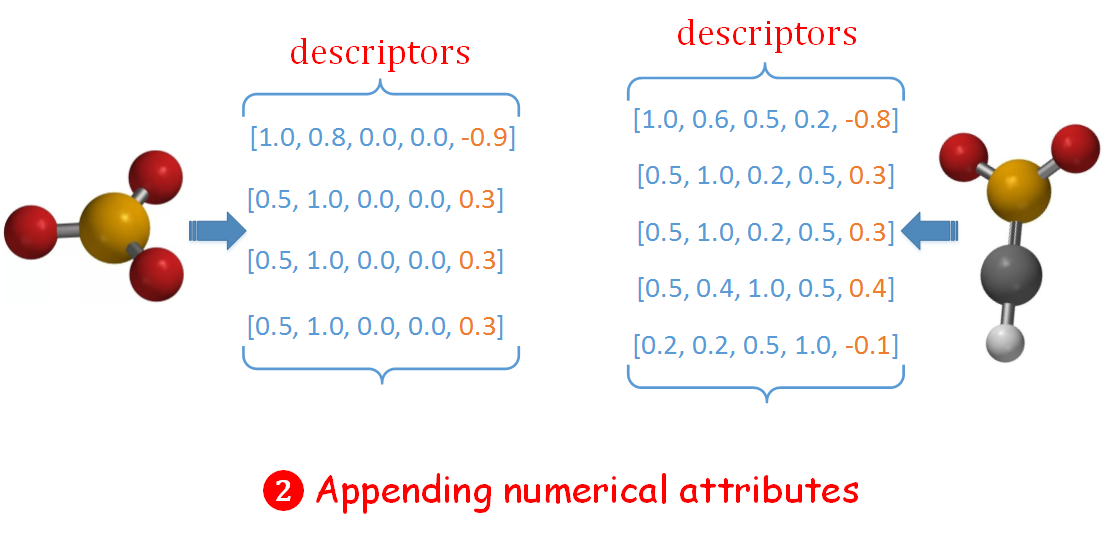 descriptors
[1.0, 0.8, 0.0, 0.0, -0.9]
[0.5, 1.0, 0.0, 0.0, 0.3]
[0.5, 1.0, 0.0, 0.0, 0.3]
[0.5, 1.0, 0.0, 0.0, 0.3]
descriptors
[1.0, 0.6, 0.5, 0.2, -0.8]
[0.5, 1.0, 0.2, 0.5, 0.3]
[0.5, 1.0, 0.2, 0.5, 0.3]
[0.5, 0.4, 1.0, 0.5, 0.4]
[0.2, 0.2, 0.5, 1.0, -0.1]
❷ Appending numerical attributes